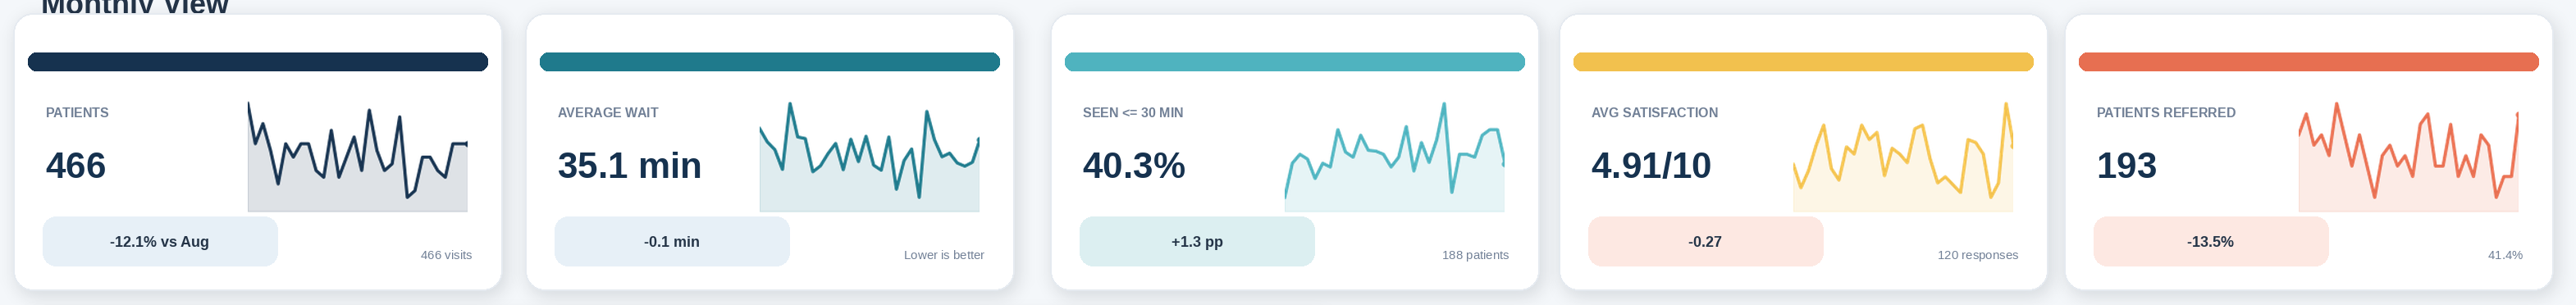 Monthly View
PATIENTS
466
-12.1% vs Aug
466 visits
AVERAGE WAIT
35.1 min
-0.1 min
Lower is better
SEEN <= 30 MIN
40.3%
+1.3 pp
188 patients
AVG SATISFACTION
4.91/10
-0.27
120 responses
PATIENTS REFERRED
193
-13.5%
41.4%